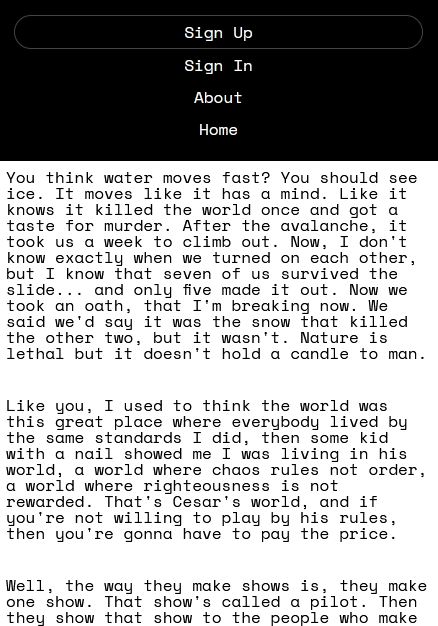 Sign Up
Sign In
About
Home
You think water moves fast? You should see
ice. It moves like it has a mind. Like it
knows it killed the world once and got a
taste for murder. After the avalanche, it
took us a week to climb out. Now, I don't
know exactly when we turned on each other,
but I know that seven of us survived the
slide... and only five made it out. Now we
took an oath, that I'm breaking now. We
said we'd say it was the snow that killed
the other two, but it wasn't. Nature is
lethal but it doesn't hold a candle to man.
Like you, I used to think the world was
this great place where everybody lived by
the same standards I did, then some kid
with a nail showed me I was living in his
world, a world where chaos rules not order,
a world where righteousness is not
rewarded. That's Cesar's world, and if
you're not willing to play by his rules,
then you're gonna have to pay the price.
Well, the way they make shows is, they make
one show. That show's called a pilot. Then
they show that show to the people who make